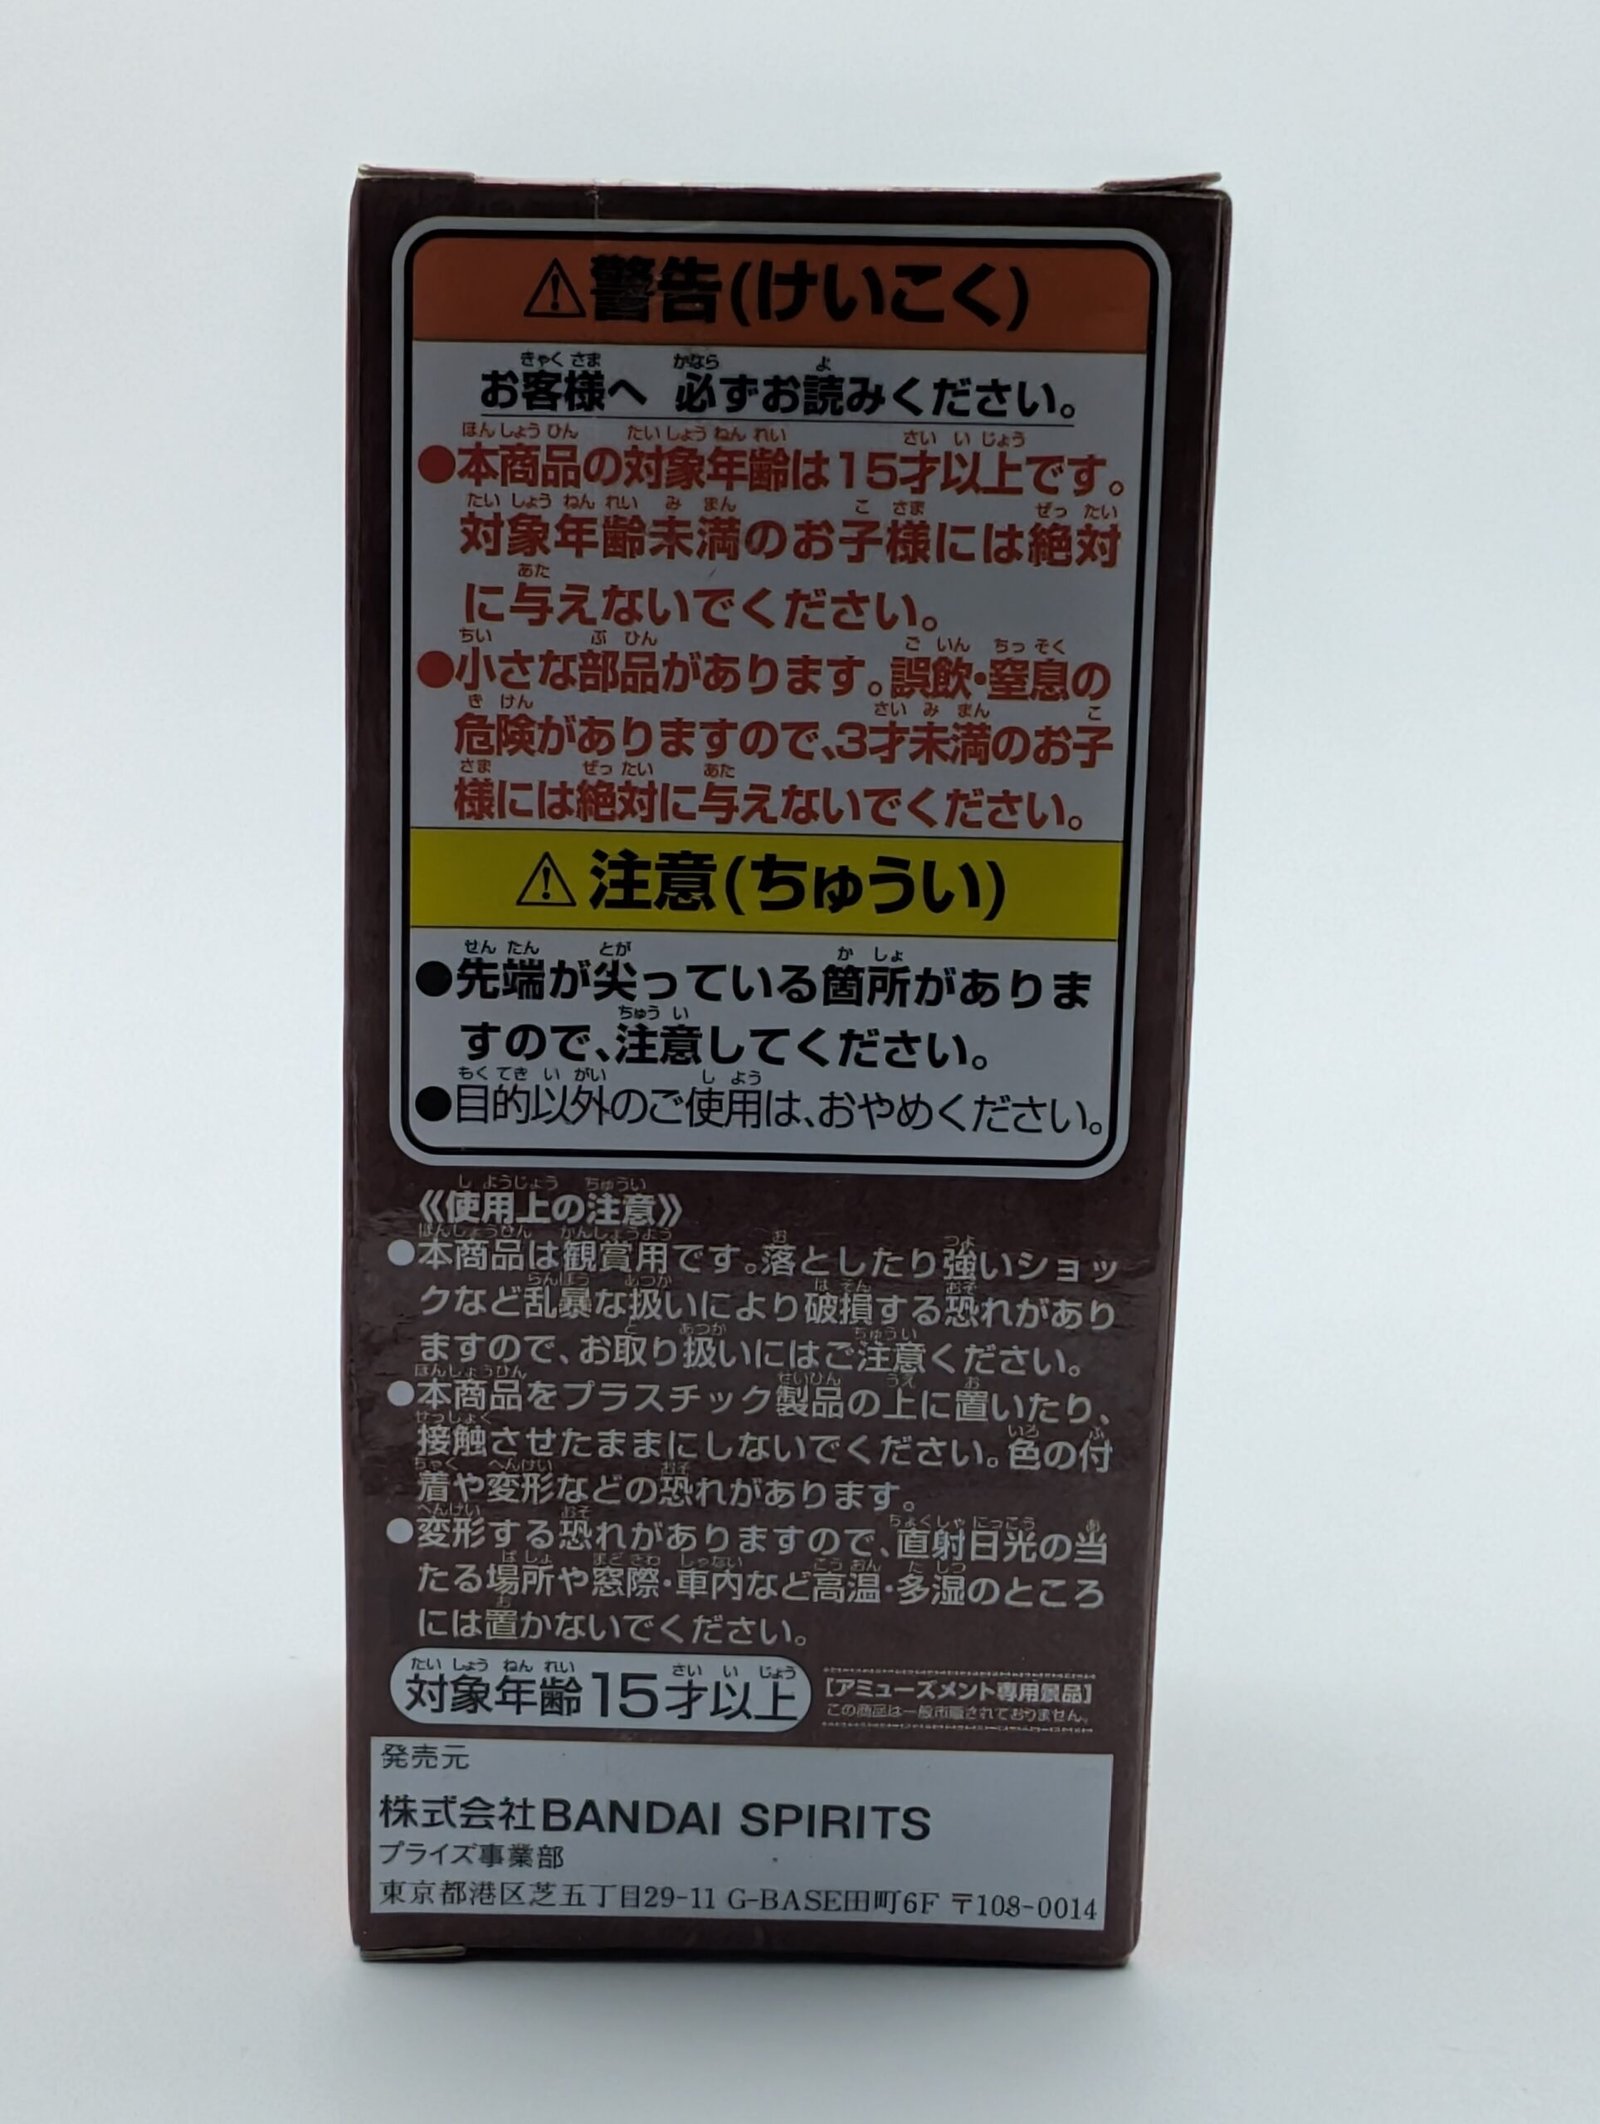 ⚠警告(けいこく)
お客様へ 必ずお読みください。
●本商品の対象年齢は15才以上です。
対象年齢未満のお子様には絶対
に与えないでください。
●小さな部品があります。誤飲・窒息の
危険がありますので、3才未満のお子
様には絶対に与えないでください。
⚠注意(ちゅうい)
●先端が尖っている箇所がありま
すので、注意してください。
●目的以外のご使用は、おやめください。
《使用上の注意》
●本商品は観賞用です。落としたり強いショッ
クなど乱暴な扱いにより破損する恐れがあり
ますので、お取り扱いにはご注意ください。
●本商品をプラスチック製品の上に置いたり、
接触させたままにしないでください。色の付
着や変形などの恐れがあります。
●変形する恐れがありますので、直射日光の当
たる場所や窓際・車内など高温・多湿のところ
には置かないでください。
対象年齢15才以上
[アミューズメント専用景品]
この商品は一般市販されておりません。
発売元
株式会社BANDAI SPIRITS
プライズ事業部
東京都港区芝五丁目29-11 G-BASE田町6F 〒108-0014